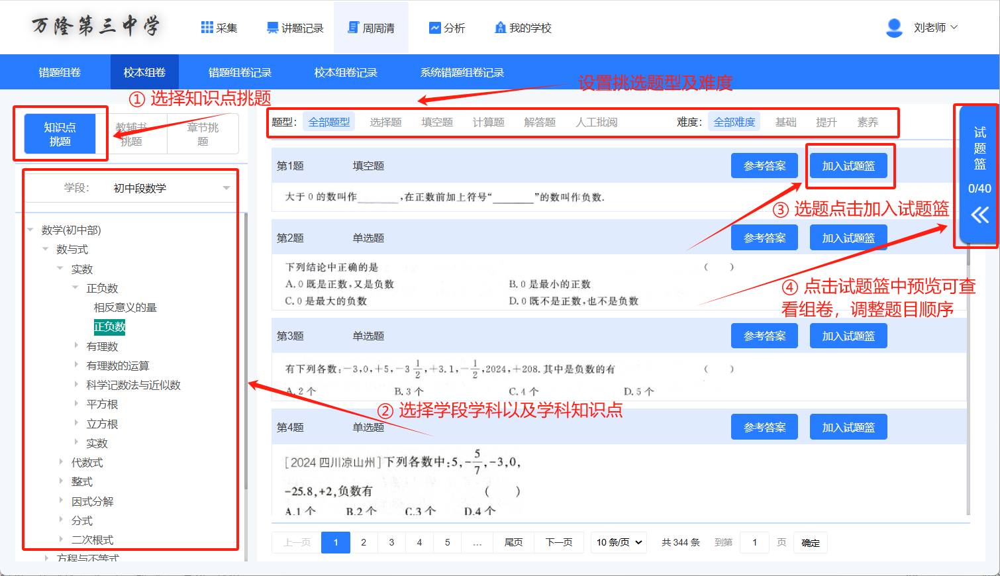 万隆第三中学
采集
讲题记录
周周清
分析
我的学校
刘老师
错题组卷
校本组卷
错题组卷记录
校本组卷记录
系统错题组卷记录
设置挑选题型及难度
① 选择知识点挑题
知识点
挑题
教辅书
挑题
章节挑
题
题型：
全部题型
选择题
填空题
计算题
解答题
人工批阅
难度：
全部难度
基础
提升
素养
试
题
篮
0/40
学段：
初中段数学
数学(初中部)
数与式
实数
正负数
相反意义的量
正负数
有理数
有理数的运算
科学记数法与近似数
平方根
立方根
实数
代数式
整式
因式分解
分式
二次根式
方程与不等式
第1题
填空题
参考答案
加入试题篮
大于 0 的数叫作________,在正数前加上符号“________”的数叫作负数.
③ 选题点击加入试题篮
第2题
单选题
参考答案
加入试题篮
下列结论中正确的是 ( )
A. 0 既是正数,又是负数
B. 0 是最小的正数
C. 0 是最大的负数
D. 0 既不是正数,也不是负数
④ 点击试题篮中预览可查
看组卷，调整题目顺序
第3题
单选题
参考答案
加入试题篮
有下列各数:-3,0,+5,-3 1/2,+3.1,-1/2,2024,+208.其中是负数的有 ( )
A. 2 个
B. 3 个
C. 4 个
D. 5 个
② 选择学段学科以及学科知识点
第4题
单选题
参考答案
加入试题篮
[2024 四川凉山州]下列各数中:5,-5/7,-3,0,
-25.8,+2,负数有 ( )
A.1 个
B.2 个
C.3 个
D.4 个
上一页
1
2
3
4
5
…
尾页
下一页
10 条/页
共 344 条
到第
1
页
确定